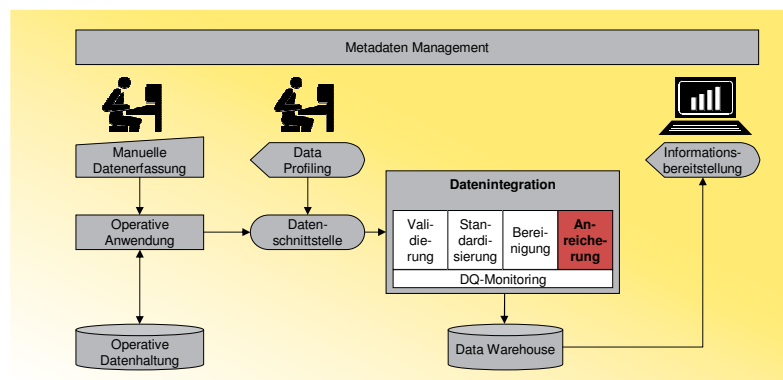 Metadaten Management
Manuelle
Datenerfassung
Data
Profiling
Informations-
bereitstellung
Operative
Anwendung
Daten-
schnittstelle
Datenintegration
Vali-
die-
rung
Stan-
dardi-
sierung
Berei-
nigung
An-
reiche-
rung
DQ-Monitoring
Operative
Datenhaltung
Data Warehouse